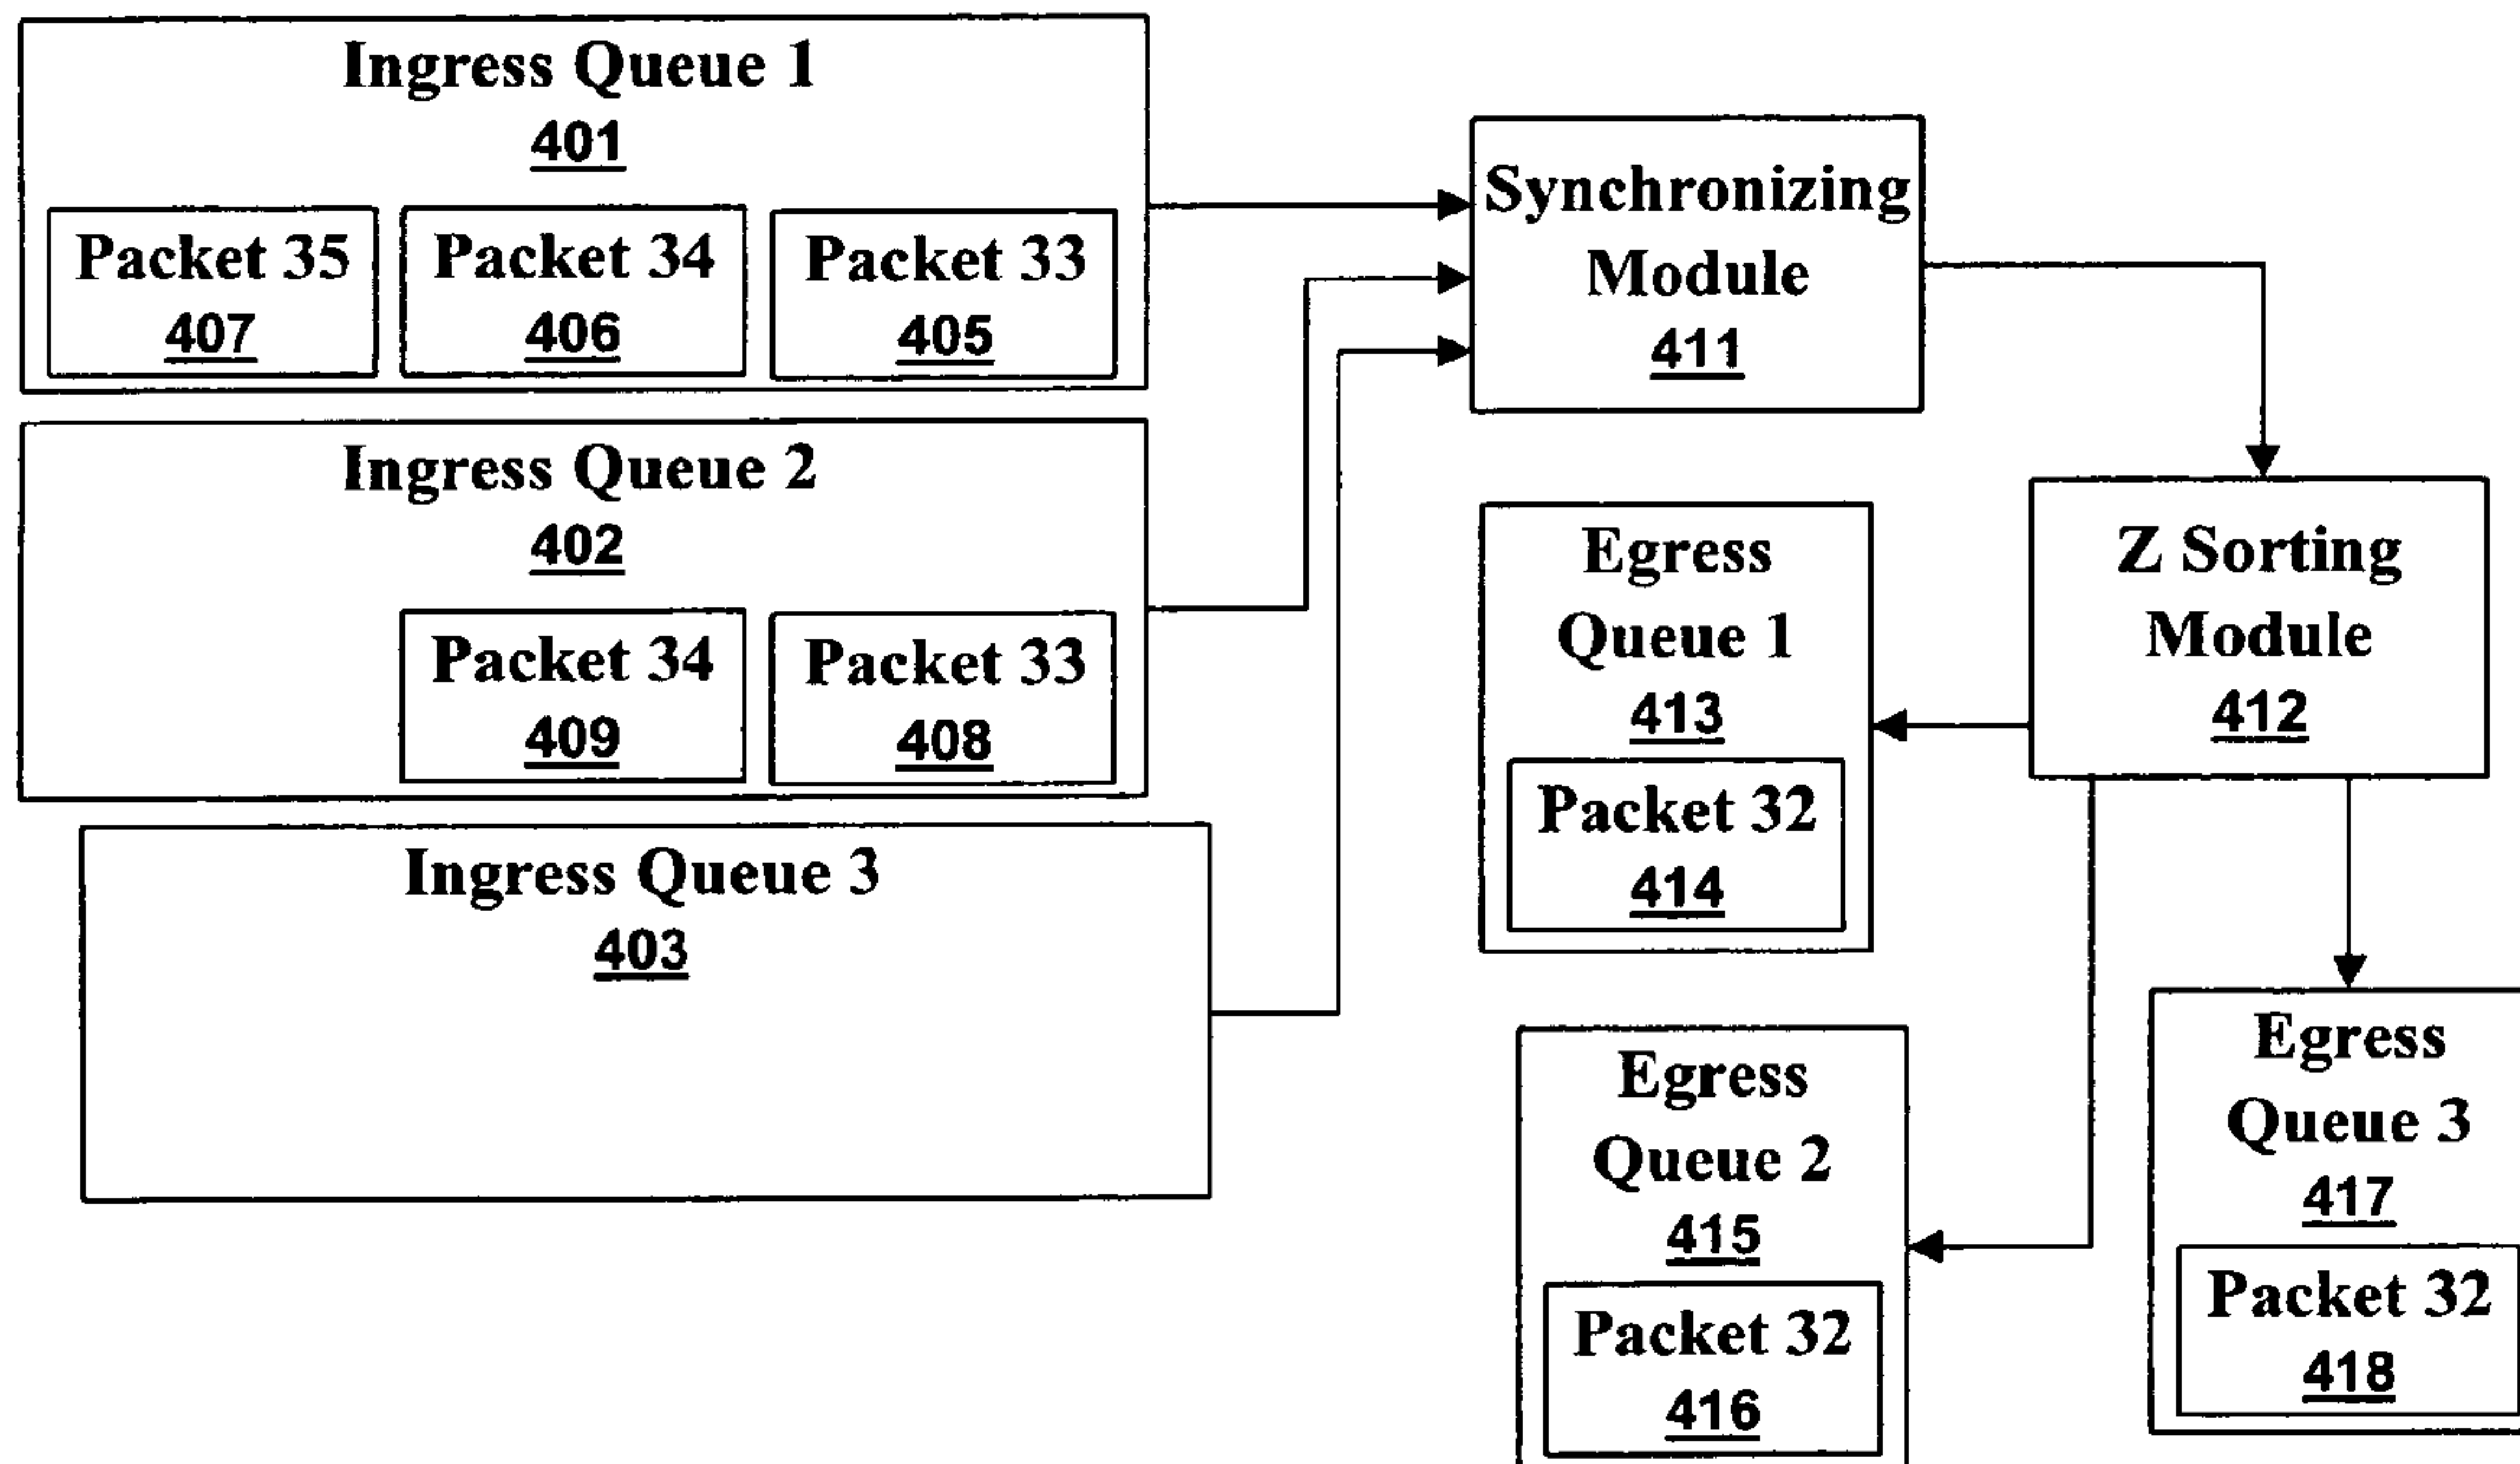 Ingress Queue 1
401
Packet 35
407
Packet 34
406
Packet 33
405
Ingress Queue 2
402
Packet 34
409
Packet 33
408
Ingress Queue 3
403
Synchronizing
Module
411
Z Sorting
Module
412
Egress
Queue 1
413
Packet 32
414
Egress
Queue 2
415
Packet 32
416
Egress
Queue 3
417
Packet 32
418